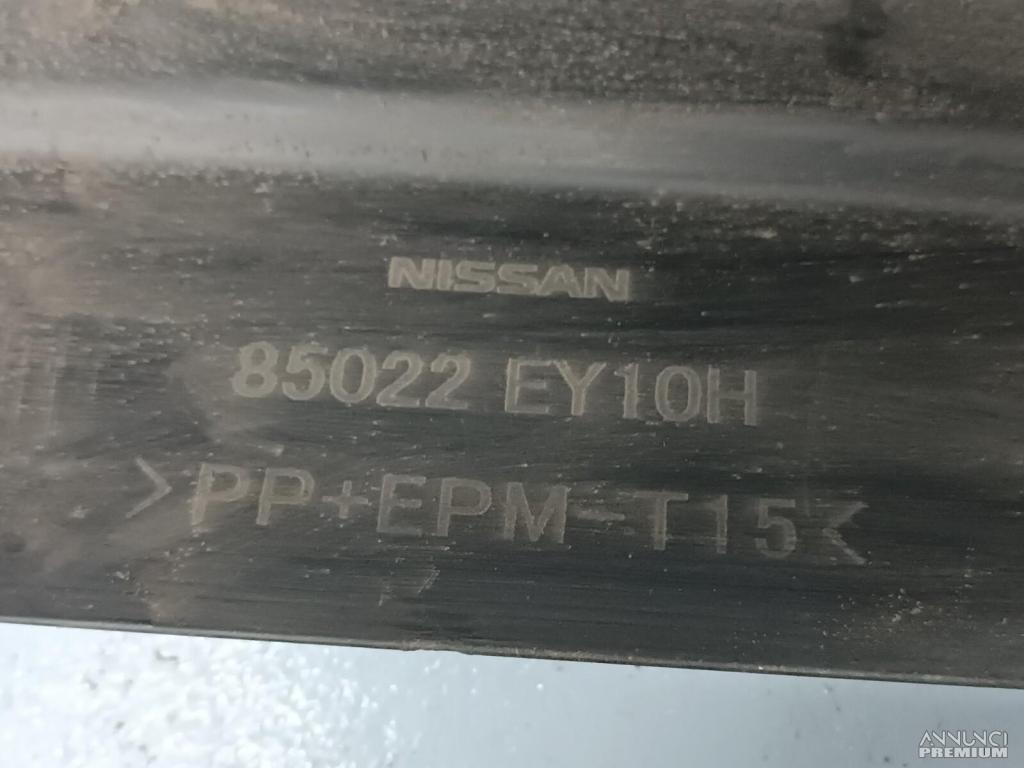 NISSAN
85022 EY10H
>PP+EPM-T15<
ANNUNCI
PREMIUM